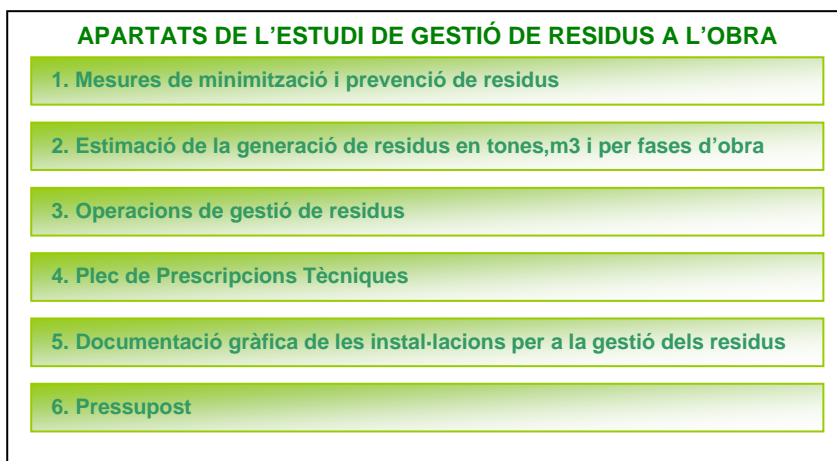 APARTATS DE L'ESTUDI DE GESTIÓ DE RESIDUS A L'OBRA
1. Mesures de minimització i prevenció de residus
2. Estimació de la generació de residus en tones,m3 i per fases d'obra
3. Operacions de gestió de residus
4. Plec de Prescripcions Tècniques
5. Documentació gràfica de les instal·lacions per a la gestió dels residus
6. Pressupost